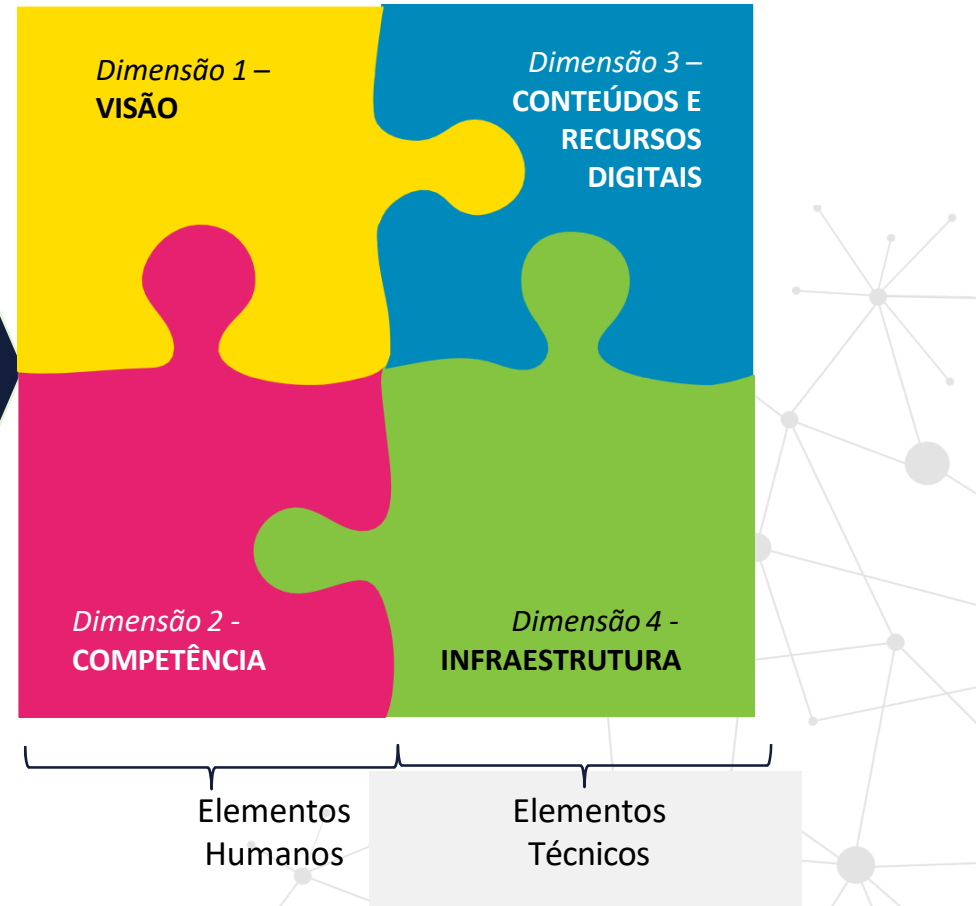 Dimensão 1 –
VISÃO
Dimensão 3 –
CONTEÚDOS E
RECURSOS
DIGITAIS
Dimensão 2 -
COMPETÊNCIA
Dimensão 4 -
INFRAESTRUTURA
Elementos
Humanos
Elementos
Técnicos